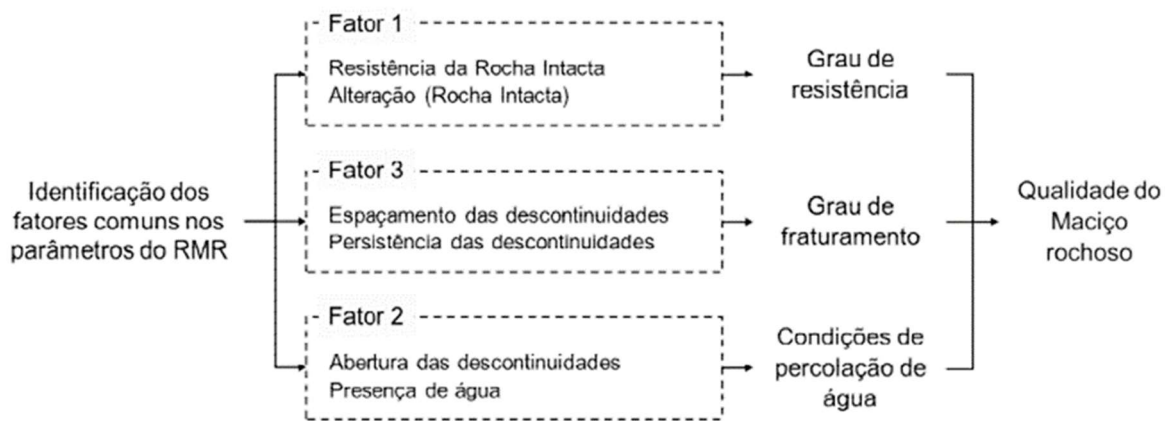 Identificação dos
fatores comuns nos
parâmetros do RMR
Fator 1
Resistência da Rocha Intacta
Alteração (Rocha Intacta)
Grau de
resistência
Fator 3
Espaçamento das descontinuidades
Persistência das descontinuidades
Grau de
fraturamento
Fator 2
Abertura das descontinuidades
Presença de água
Condições de
percolação de
água
Qualidade do
Maciço
rochoso